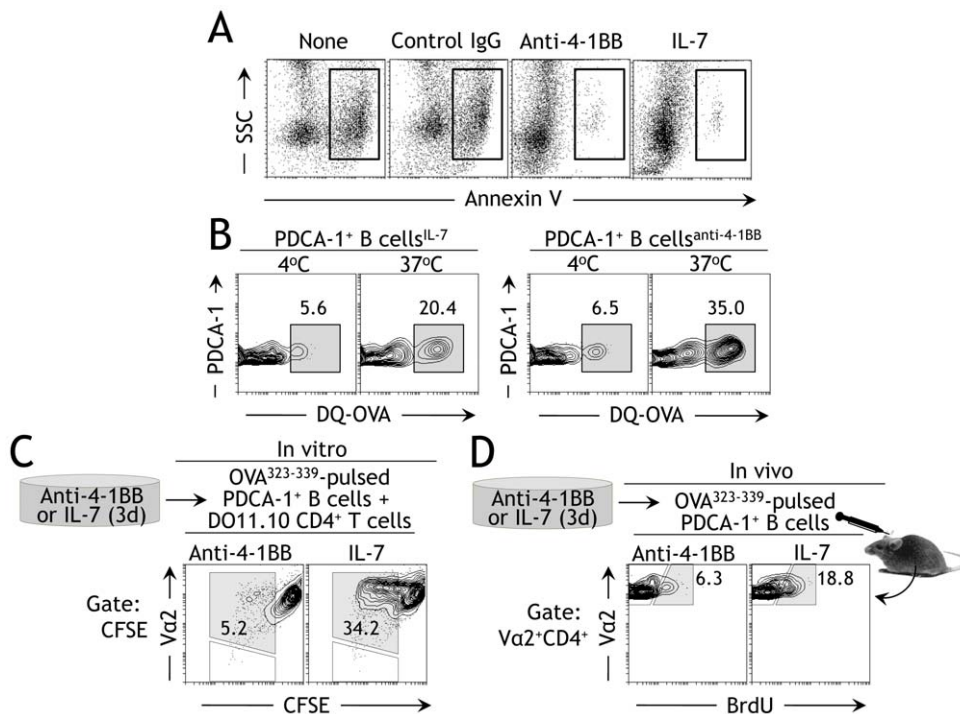 A
None Control IgG Anti-4-1BB IL-7
SSC
Annexin V
B
PDCA-1⁺ B cellsᴵᴸ⁻⁷ PDCA-1⁺ B cellsᵃⁿᵗⁱ⁻⁴⁻¹ᴮᴮ
4ºC 37ºC 4ºC 37ºC
5.6 20.4 6.5 35.0
PDCA-1 PDCA-1
DQ-OVA DQ-OVA
C
In vitro
Anti-4-1BB
or IL-7 (3d)
OVA³²³⁻³³⁹-pulsed
PDCA-1⁺ B cells +
DO11.10 CD4⁺ T cells
Anti-4-1BB IL-7
Gate:
CFSE
Vα2
5.2 34.2
CFSE
D
In vivo
Anti-4-1BB
or IL-7 (3d)
OVA³²³⁻³³⁹-pulsed
PDCA-1⁺ B cells
Anti-4-1BB IL-7
6.3 18.8
Gate:
Vα2⁺CD4⁺
Vα2
BrdU